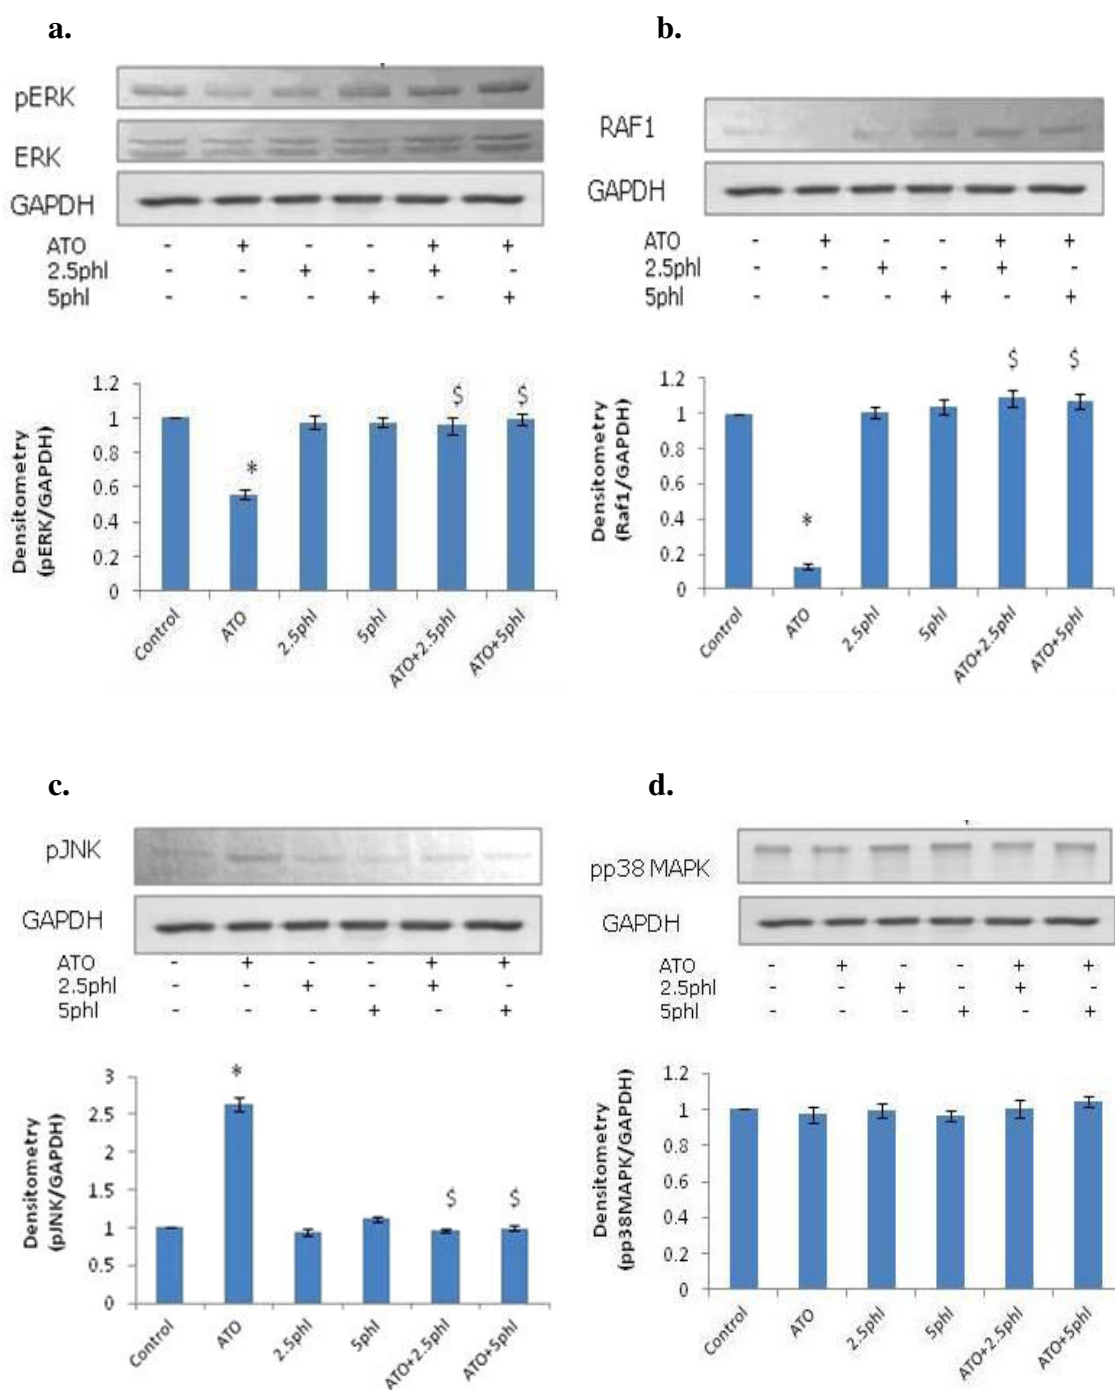 a.
pERK
ERK
GAPDH
ATO - + - - + +
2.5phl - - + - + -
5phl - - - + - +
Densitometry
(pERK/GAPDH)
1.2
1
0.8
0.6
0.4
0.2
0
*
$
$
Control
ATO
2.5phl
5phl
ATO+2.5phl
ATO+5phl
b.
RAF1
GAPDH
ATO - + - - + +
2.5phl - - + - + -
5phl - - - + - +
Densitometry
(Raf1/GAPDH)
1.2
1
0.8
0.6
0.4
0.2
0
*
$
$
Control
ATO
2.5phl
5phl
ATO+2.5phl
ATO+5phl
c.
pJNK
GAPDH
ATO - + - - + +
2.5phl - - + - + -
5phl - - - + - +
Densitometry
(pJNK/GAPDH)
3
2.5
2
1.5
1
0.5
0
*
$
$
Control
ATO
2.5phl
5phl
ATO+2.5phl
ATO+5phl
d.
pp38 MAPK
GAPDH
ATO - + - - + +
2.5phl - - + - + -
5phl - - - + - +
Densitometry
(pp38MAPK/GAPDH)
1.2
1
0.8
0.6
0.4
0.2
0
Control
ATO
2.5phl
5phl
ATO+2.5phl
ATO+5phl